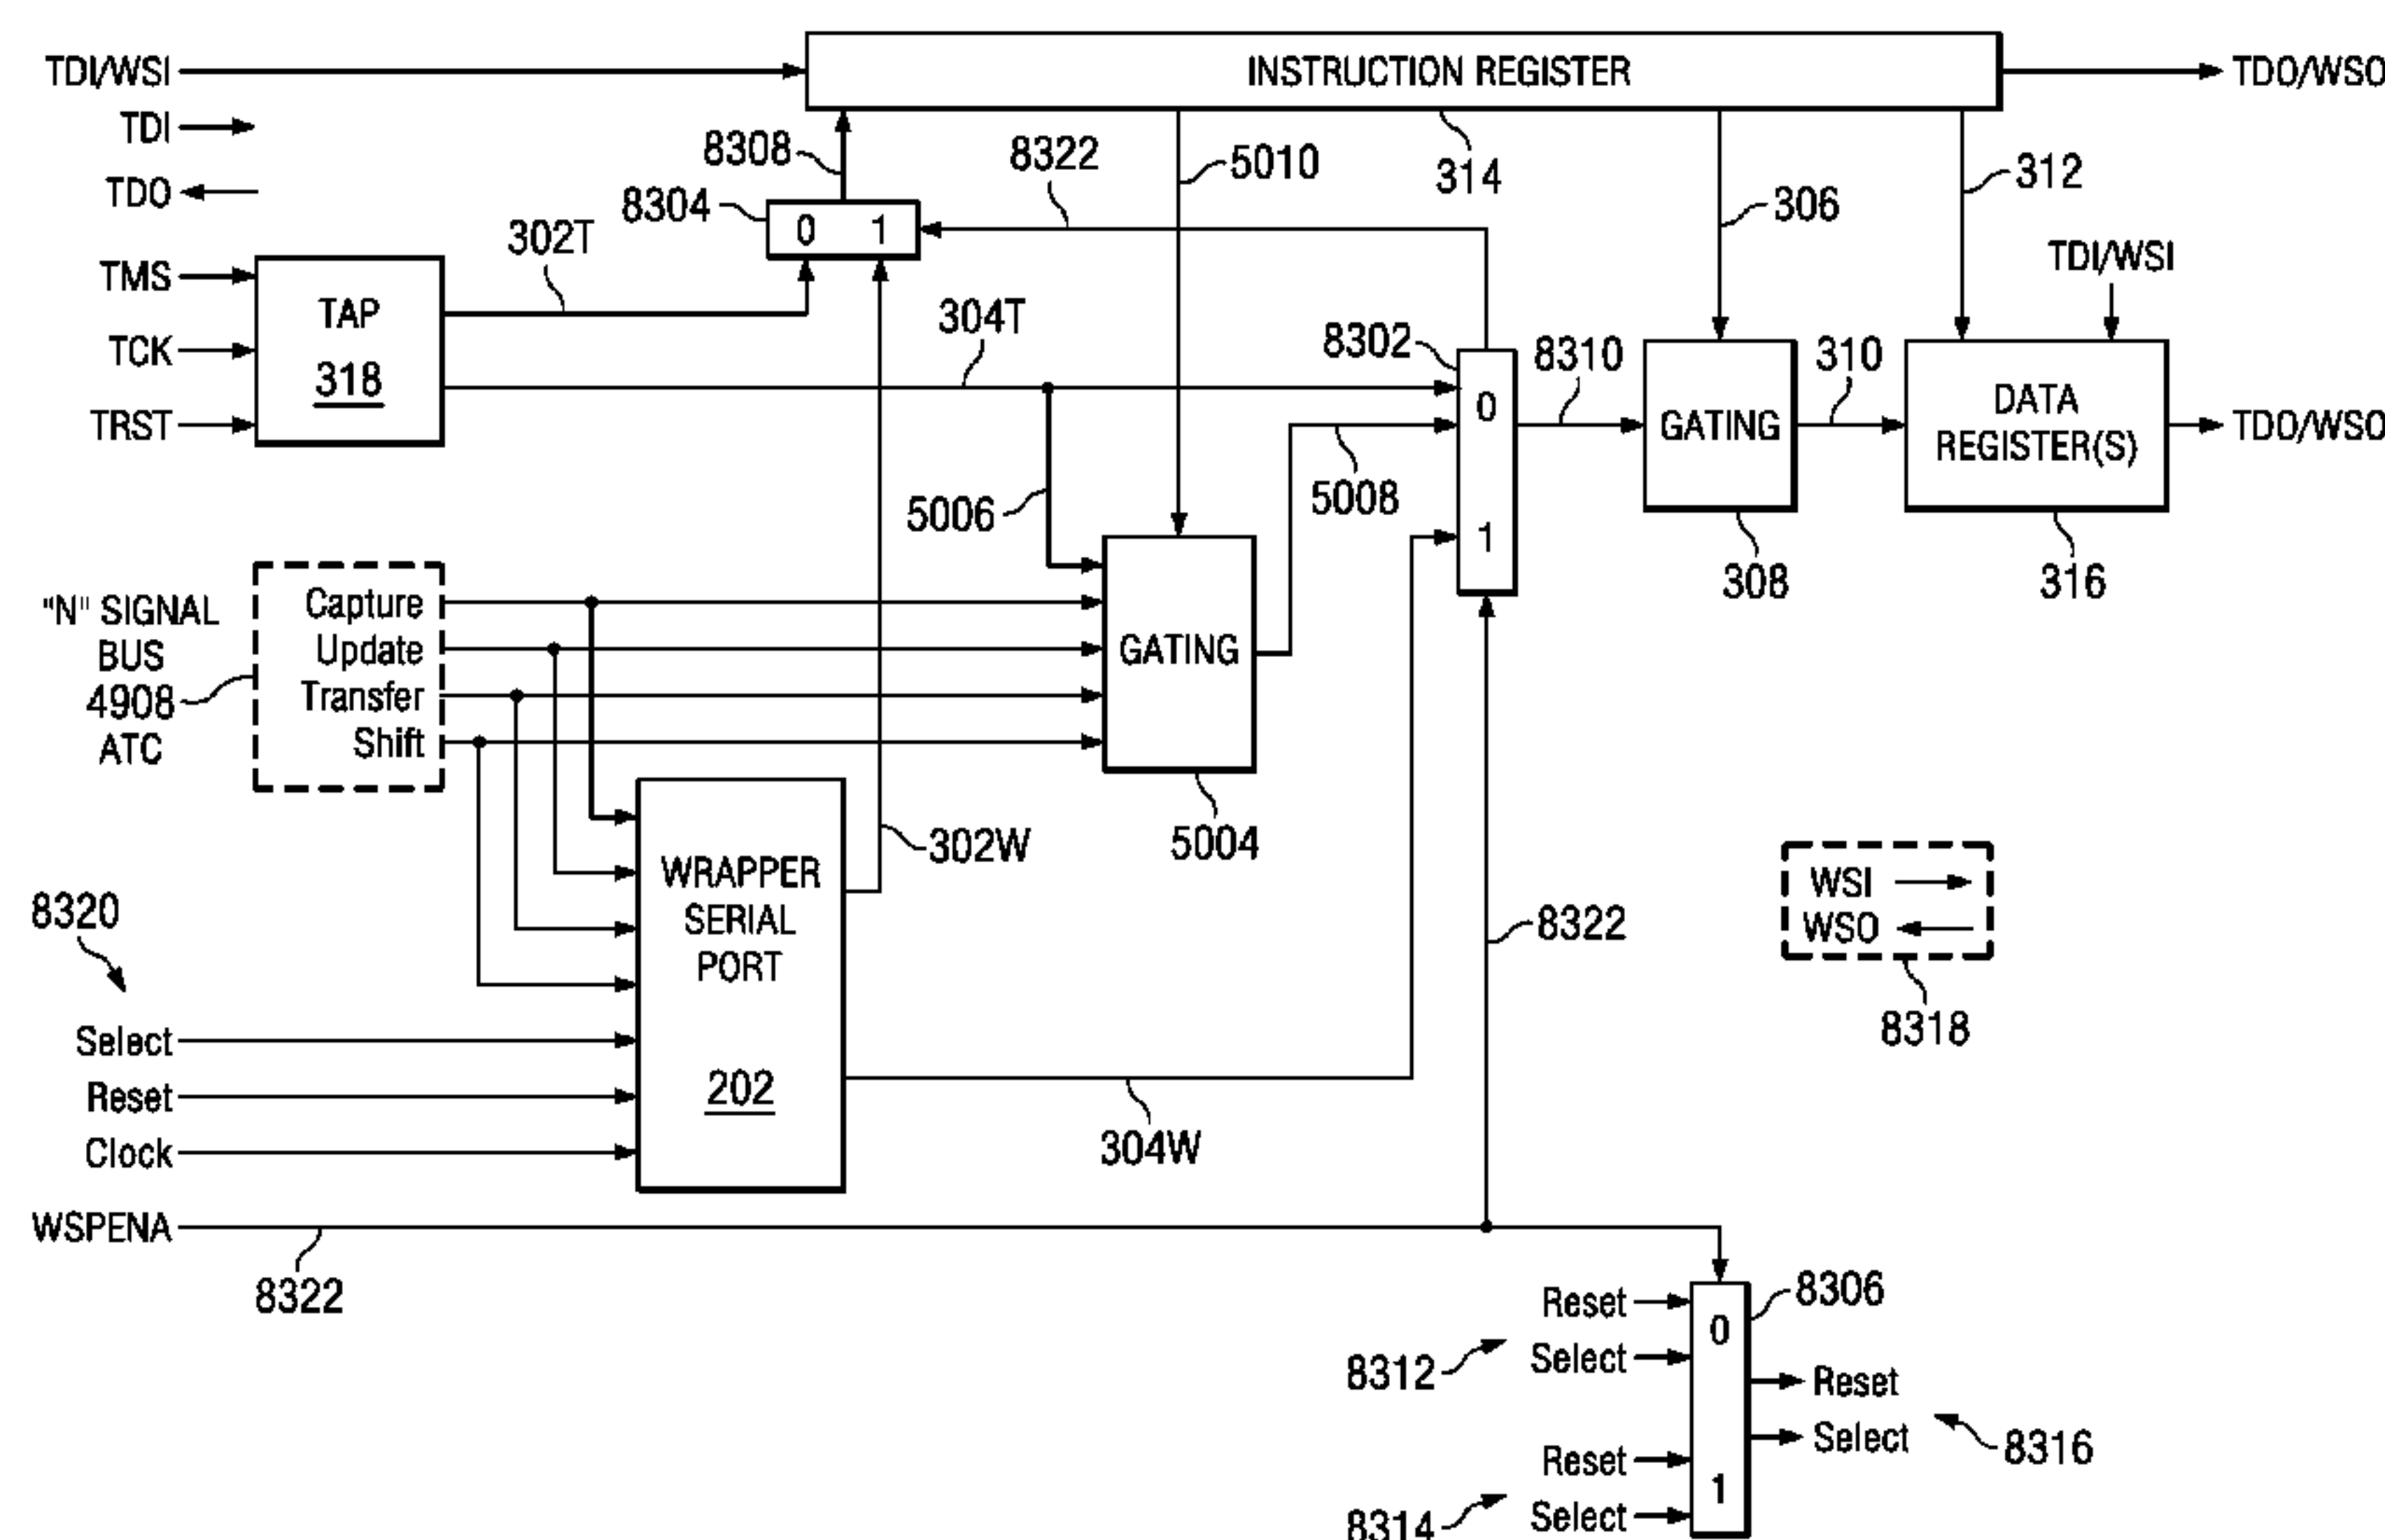 TDI/WSI
INSTRUCTION REGISTER
TDO/WSO
TDI
TDO
8308
8322
5010
314
312
8304
0 1
306
302T
TDI/WSI
TMS
TCK
TRST
TAP
318
304T
8302
0
1
8310
GATING
310
DATA
REGISTER(S)
TDO/WSO
5006
5008
308
316
"N" SIGNAL
BUS
4908
ATC
Capture
Update
Transfer
Shift
GATING
5004
302W
WRAPPER
SERIAL
PORT
202
8320
Select
Reset
Clock
304W
8322
WSI
WSO
8318
WSPENA
8322
8306
Reset
Select
8312
0
1
Reset
Select
8316
Reset
Select
8314